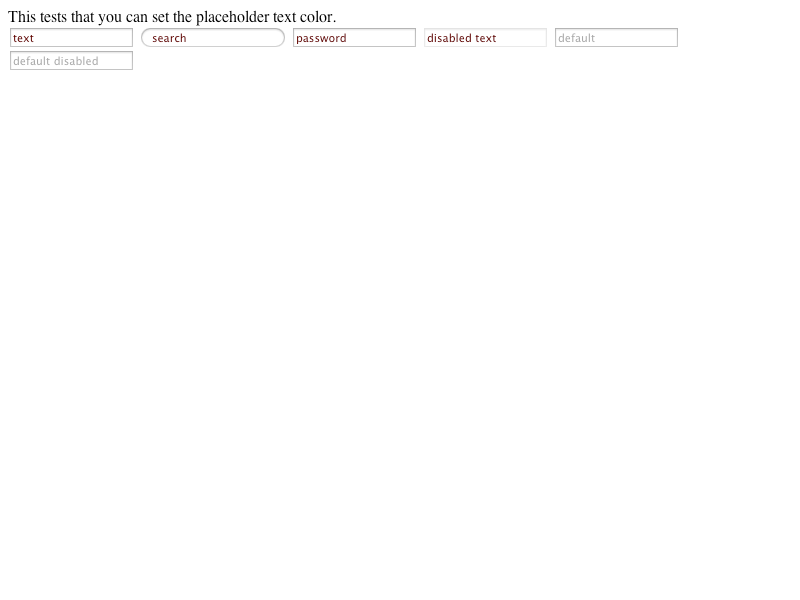 This tests that you can set the placeholder text color.
text search password disabled text default
default disabled